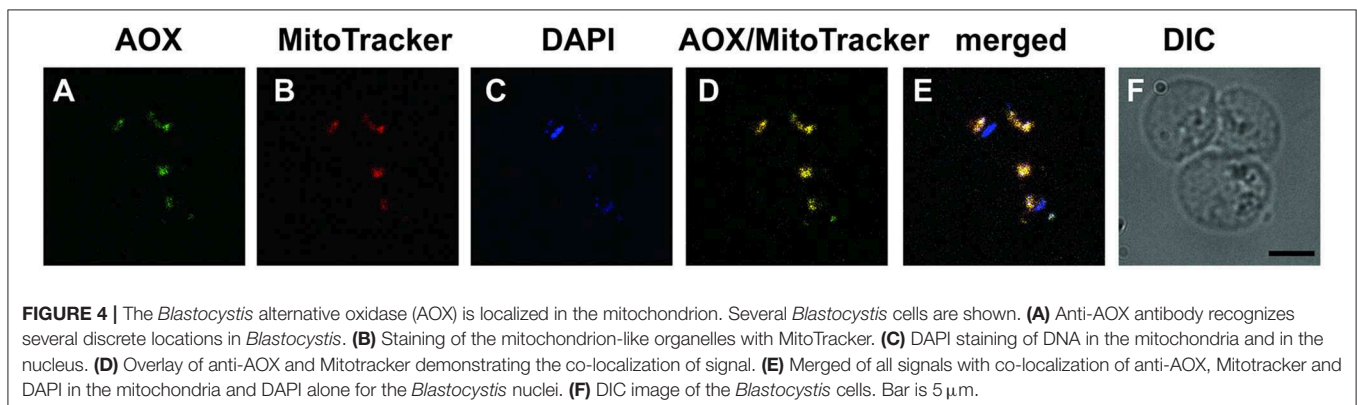 AOX MitoTracker DAPI AOX/MitoTracker merged DIC
A B C D E F
FIGURE 4 | The Blastocystis alternative oxidase (AOX) is localized in the mitochondrion. Several Blastocystis cells are shown. (A) Anti-AOX antibody recognizes
several discrete locations in Blastocystis. (B) Staining of the mitochondrion-like organelles with MitoTracker. (C) DAPI staining of DNA in the mitochondria and in the
nucleus. (D) Overlay of anti-AOX and Mitotracker demonstrating the co-localization of signal. (E) Merged of all signals with co-localization of anti-AOX, Mitotracker and
DAPI in the mitochondria and DAPI alone for the Blastocystis nuclei. (F) DIC image of the Blastocystis cells. Bar is 5 μm.